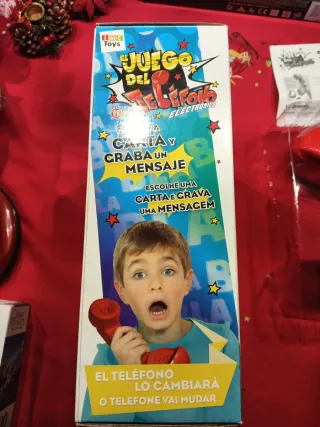 IMC
Toys
EL JUEGO
DEL
TELÉFONO
ELECTRÓNICO
CARTA Y
GRABA UN
MENSAJE
ESCOLHE UMA
CARTA E GRAVA
UMA MENSAGEM
EL TELÉFONO
LO CAMBIARÁ
O TELEFONE VAI MUDAR